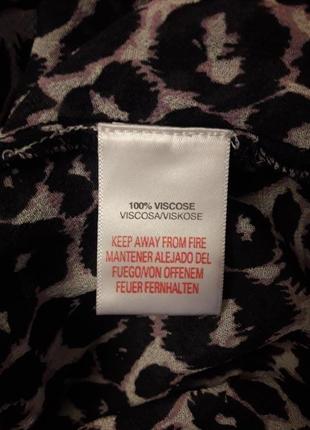 100% VISCOSE
VISCOSA/VISKOSE
KEEP AWAY FROM FIRE
MANTENER ALEJADO DEL
FUEGO/VON OFFENEM
FEUER FERNHALTEN